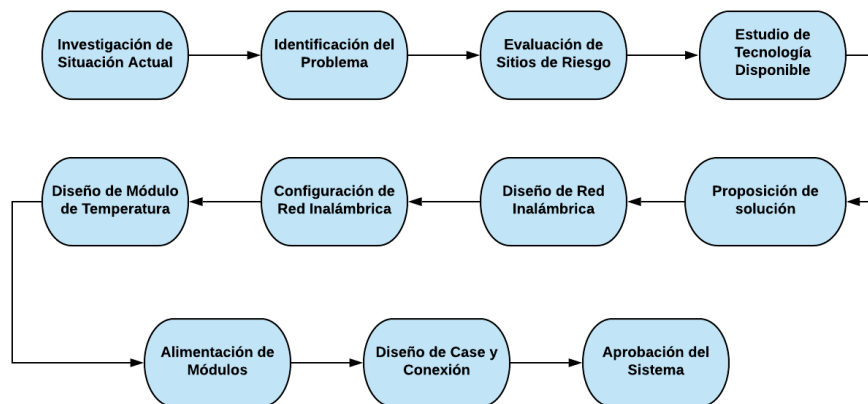 Investigación de
Situación Actual
Identificación del
Problema
Evaluación de
Sitios de Riesgo
Estudio de
Tecnología
Disponible
Proposición de
solución
Diseño de Red
Inalámbrica
Configuración de
Red Inalámbrica
Diseño de Módulo
de Temperatura
Alimentación de
Módulos
Diseño de Case y
Conexión
Aprobación del
Sistema